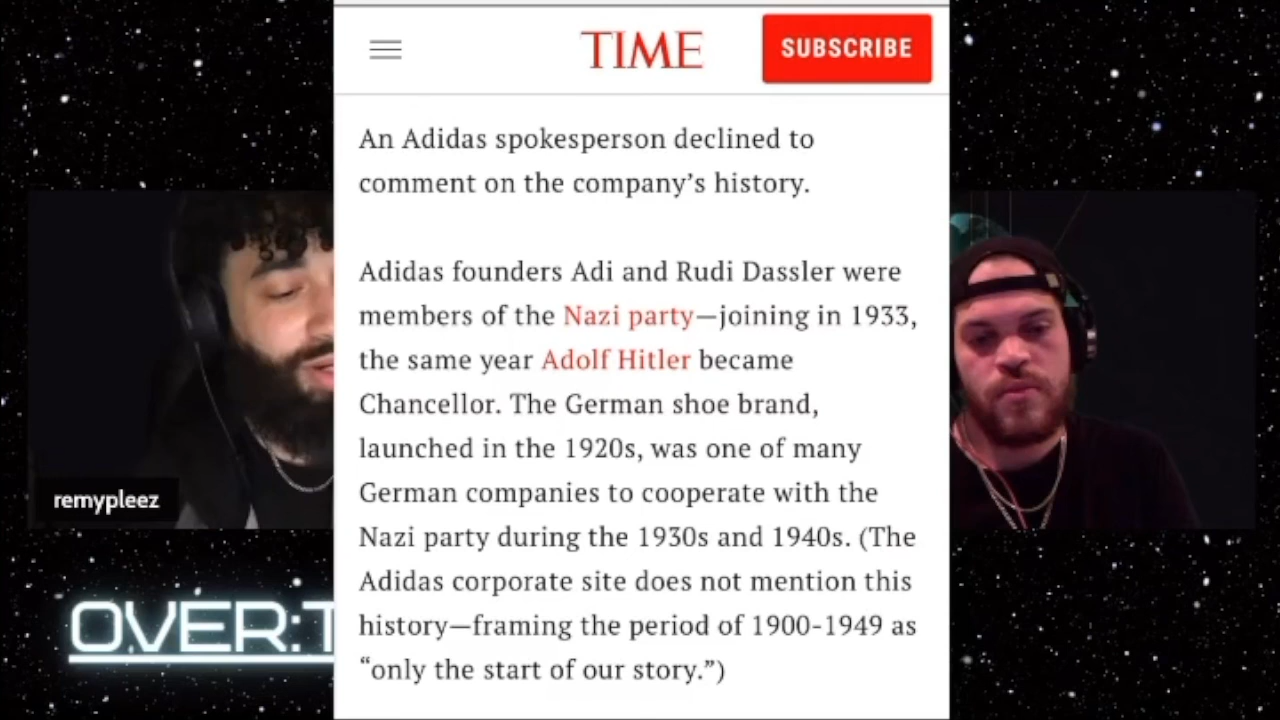 TIME
SUBSCRIBE
An Adidas spokesperson declined to
comment on the company’s history.
Adidas founders Adi and Rudi Dassler were
members of the Nazi party—joining in 1933,
the same year Adolf Hitler became
Chancellor. The German shoe brand,
launched in the 1920s, was one of many
German companies to cooperate with the
Nazi party during the 1930s and 1940s. (The
Adidas corporate site does not mention this
history—framing the period of 1900-1949 as
“only the start of our story.”)
remypleez
OVER:T